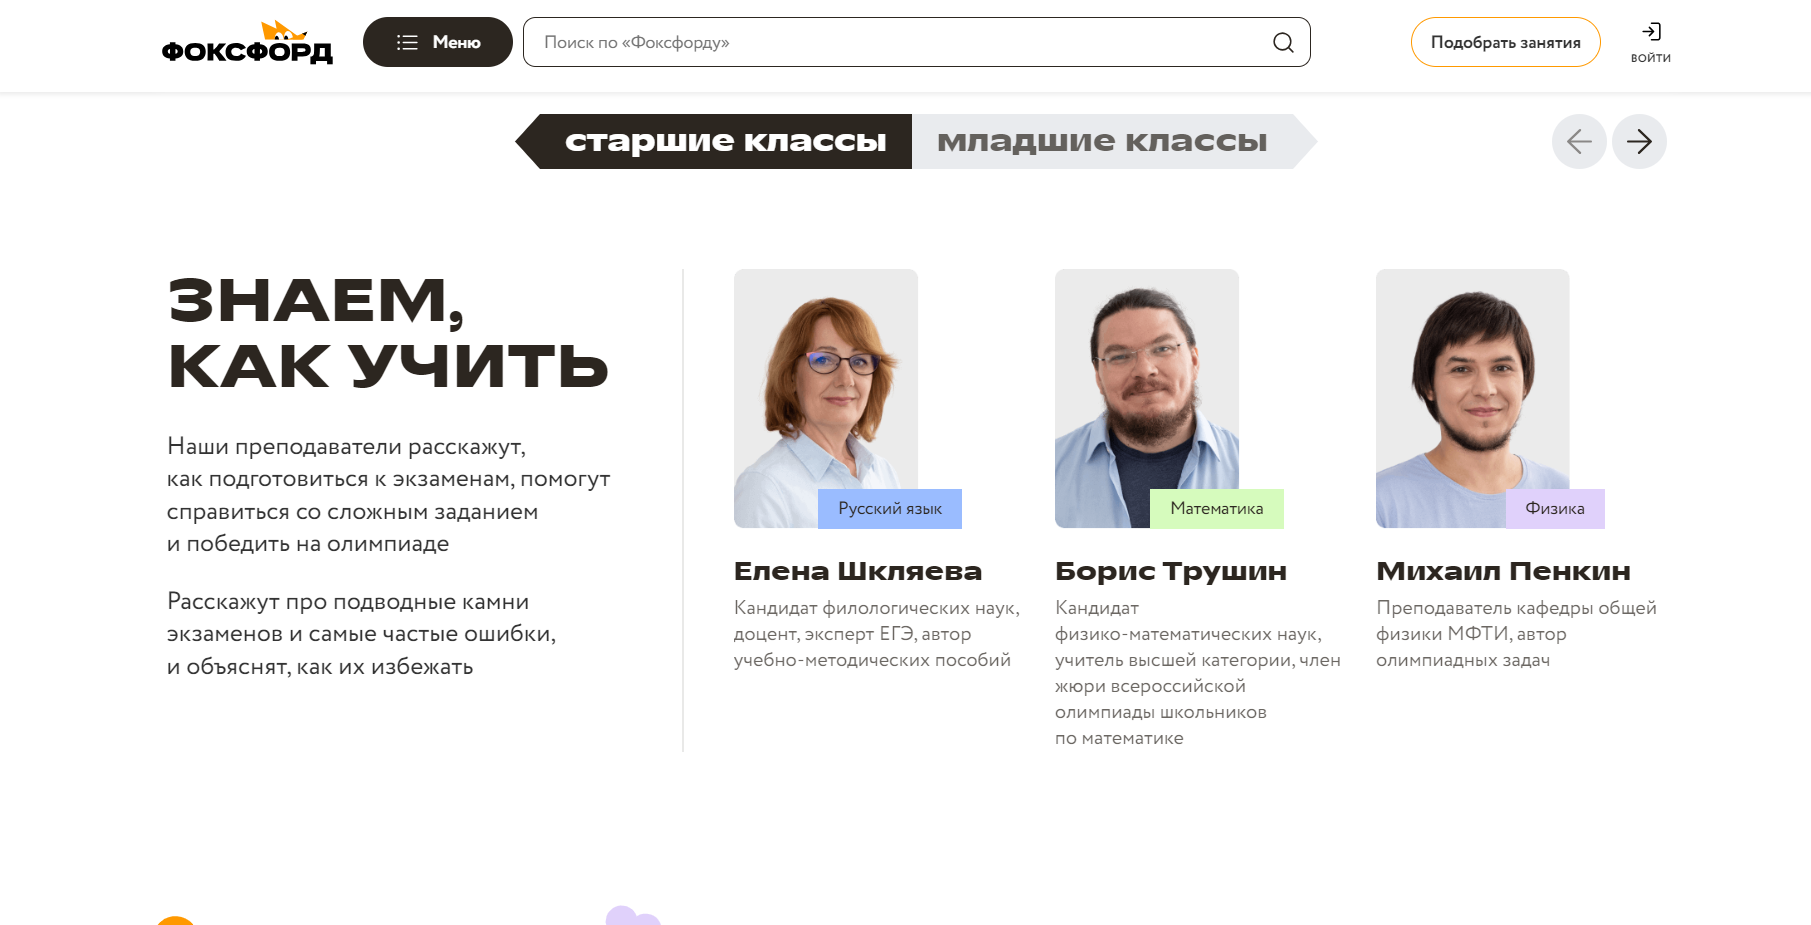 ФОКСФОРД
Меню
Поиск по «Фоксфорду»
Подобрать занятия
ВОЙТИ
старшие классы
младшие классы
ЗНАЕМ,
КАК УЧИТЬ
Наши преподаватели расскажут,
как подготовиться к экзаменам, помогут
справиться со сложным заданием
и победить на олимпиаде
Расскажут про подводные камни
экзаменов и самые частые ошибки,
и объяснят, как их избежать
Русский язык
Елена Шкляева
Кандидат филологических наук,
доцент, эксперт ЕГЭ, автор
учебно-методических пособий
Математика
Борис Трушин
Кандидат
физико-математических наук,
учитель высшей категории, член
жюри всероссийской
олимпиады школьников
по математике
Физика
Михаил Пенкин
Преподаватель кафедры общей
физики МФТИ, автор
олимпиадных задач